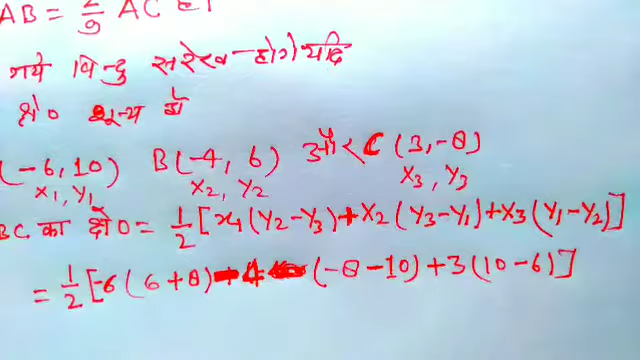 AB = 2/9 AC है।
गये बिन्दु सरेख होगे यदि
क्षे० शून्य हो
(-6, 10) B(-4, 6) और C (3, -8)
x₁, y₁ x₂, y₂ x₃, y₃
BC का क्षे० = 1/2 [x₁(y₂-y₃)+x₂(y₃-y₁)+x₃(y₁-y₂)]
= 1/2 [-6(6+8) -4 (-8-10)+3(10-6)]